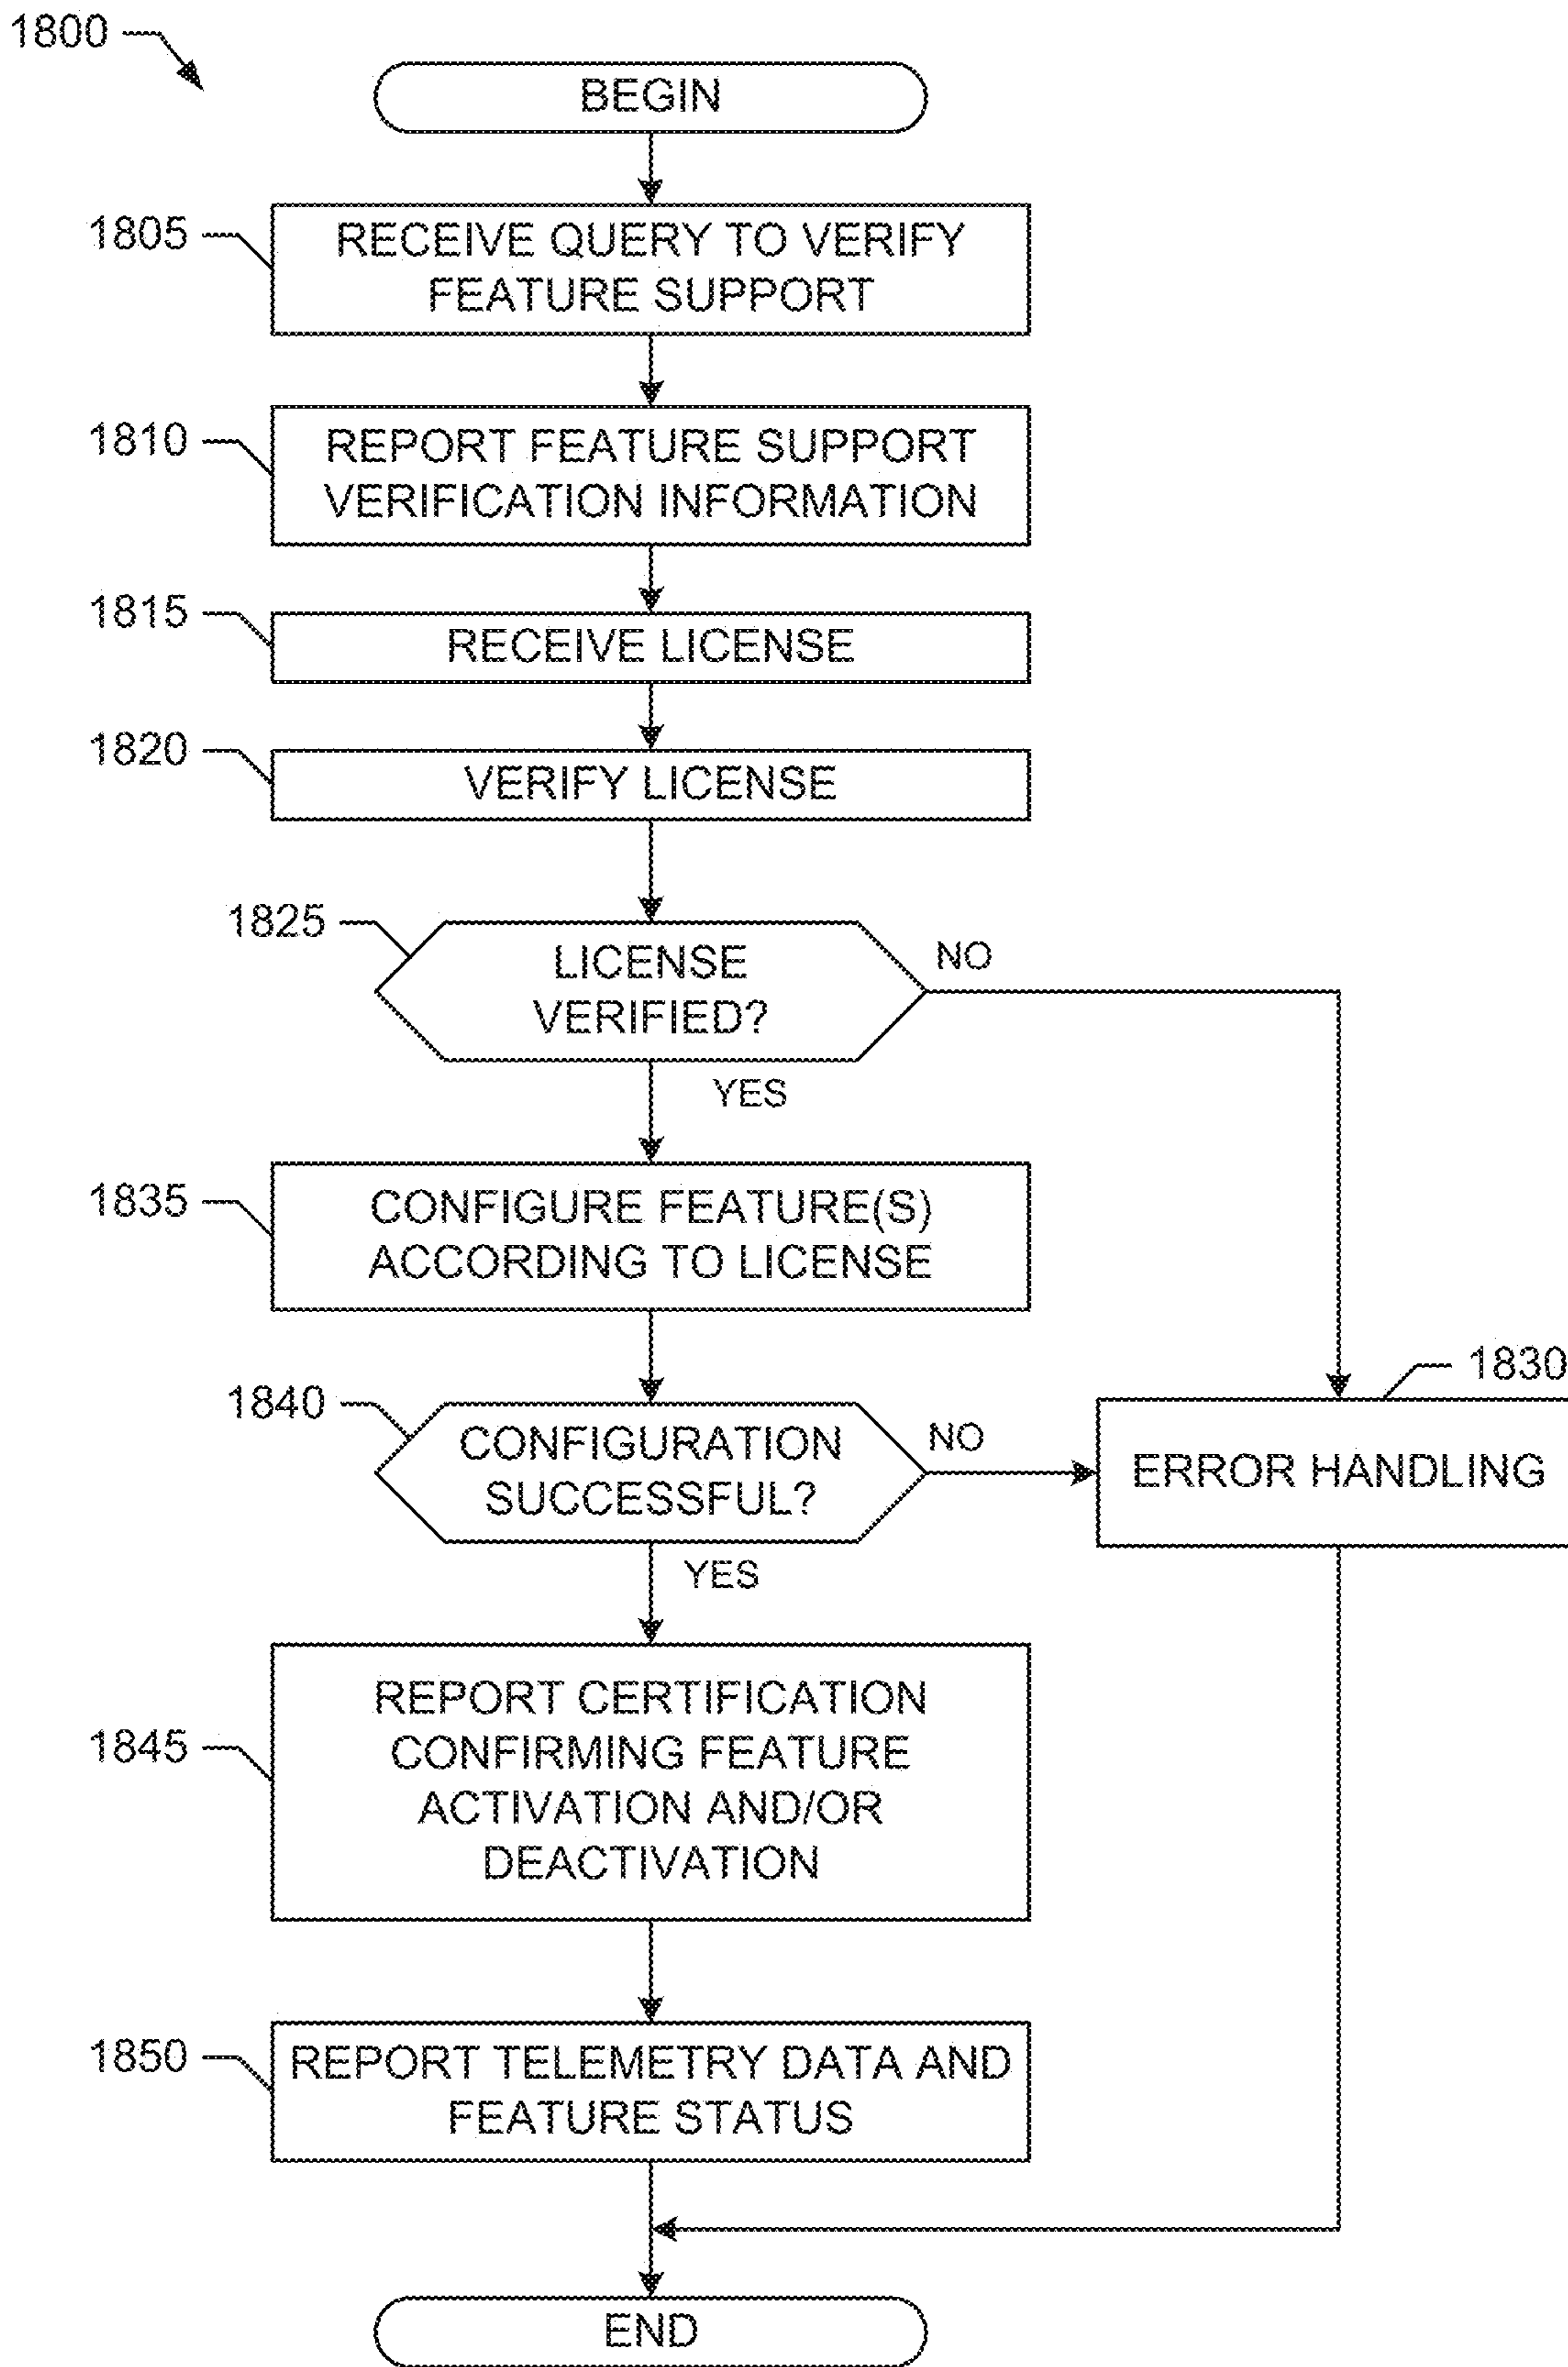 1800
BEGIN
1805
RECEIVE QUERY TO VERIFY
FEATURE SUPPORT
1810
REPORT FEATURE SUPPORT
VERIFICATION INFORMATION
1815
RECEIVE LICENSE
1820
VERIFY LICENSE
1825
LICENSE
VERIFIED?
NO
YES
1835
CONFIGURE FEATURE(S)
ACCORDING TO LICENSE
1840
CONFIGURATION
SUCCESSFUL?
NO
1830
ERROR HANDLING
YES
1845
REPORT CERTIFICATION
CONFIRMING FEATURE
ACTIVATION AND/OR
DEACTIVATION
1850
REPORT TELEMETRY DATA AND
FEATURE STATUS
END